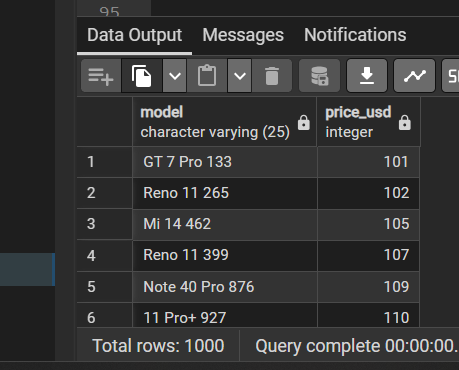 95
Data Output Messages Notifications
model price_usd
character varying (25) integer
1 GT 7 Pro 133 101
2 Reno 11 265 102
3 Mi 14 462 105
4 Reno 11 399 107
5 Note 40 Pro 876 109
6 11 Pro+ 927 110
Total rows: 1000 Query complete 00:00:00.